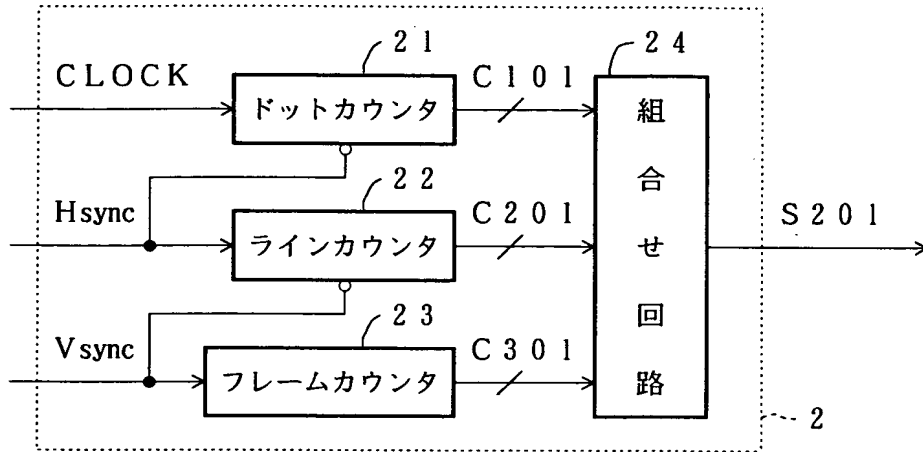 21
24
CLOCK
ドットカウンタ
C101
22
Hsync
ラインカウンタ
C201
S201
23
Vsync
フレームカウンタ
C301
組合せ回路
2